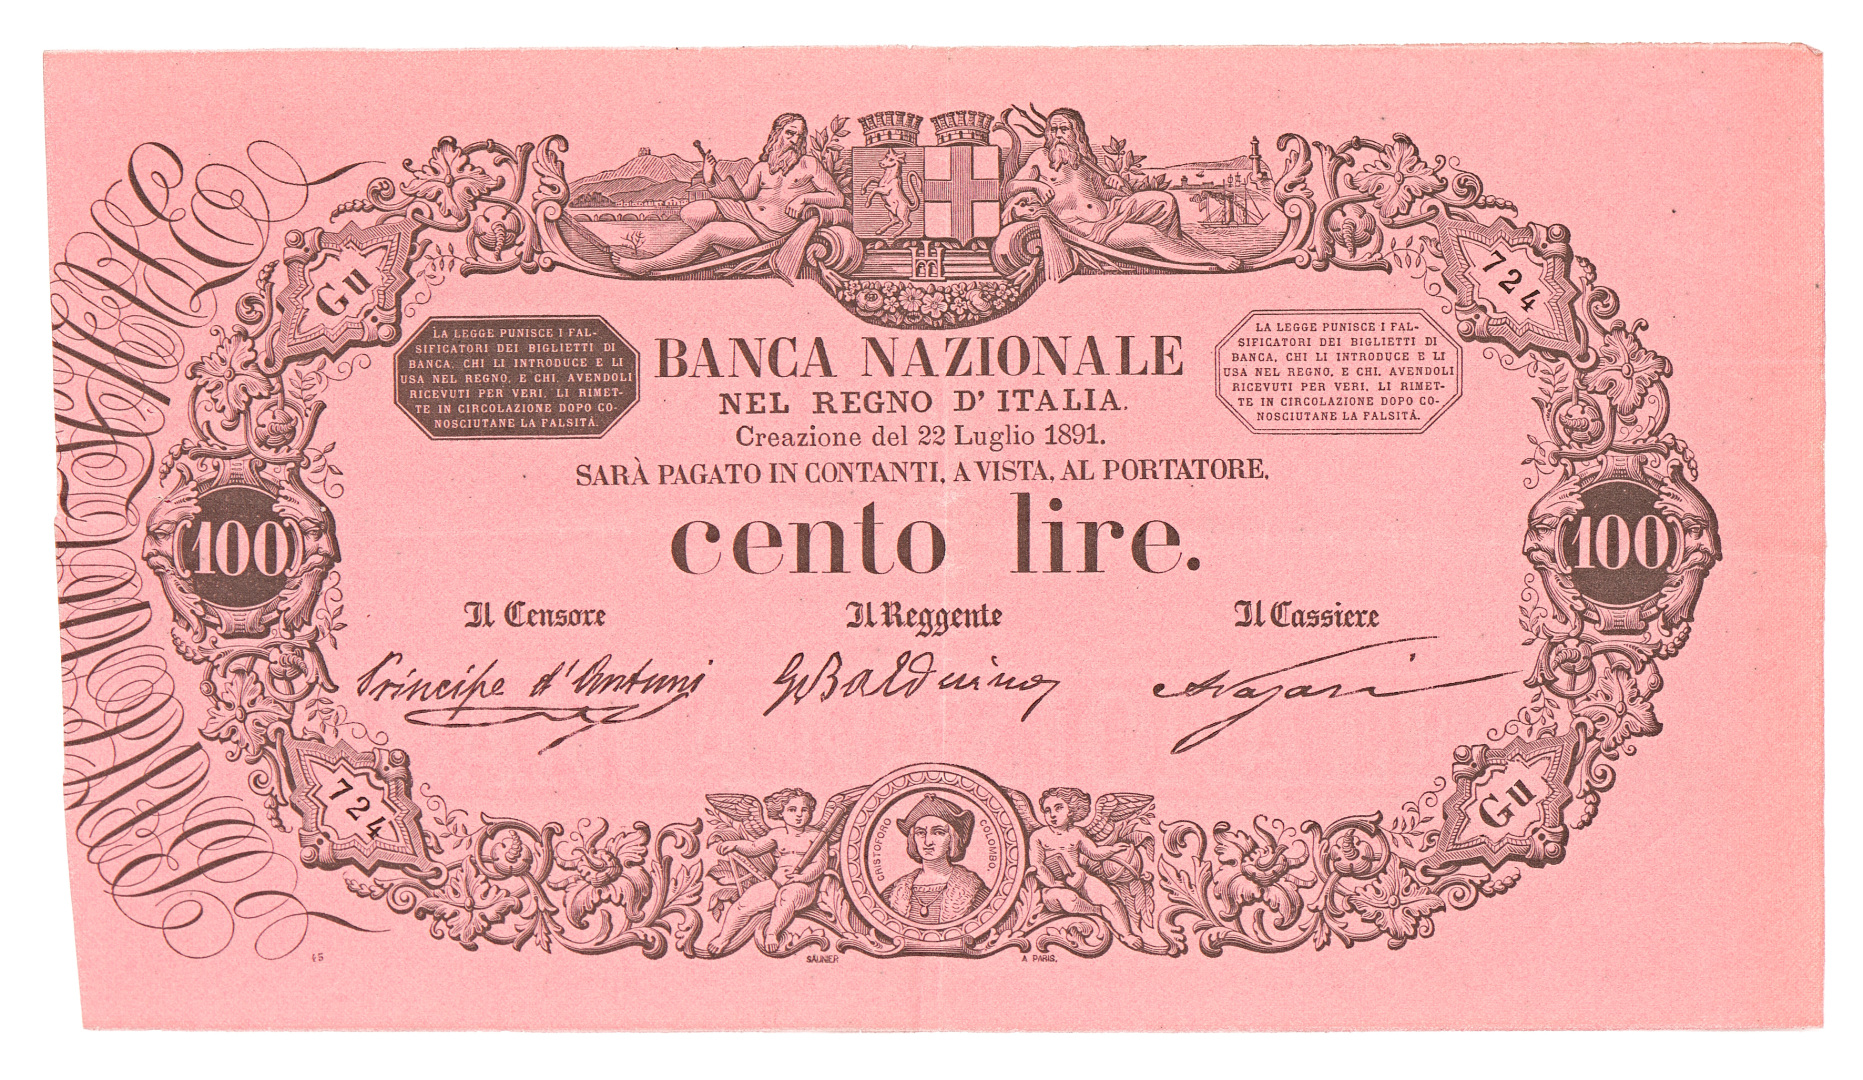 Gu
724
LA LEGGE PUNISCE I FAL-
SIFICATORI DEI BIGLIETTI DI
BANCA, CHI LI INTRODUCE E LI
USA NEL REGNO, E CHI, AVENDOLI
RICEVUTI PER VERI, LI RIMET-
TE IN CIRCOLAZIONE DOPO CO-
NOSCIUTANE LA FALSITÀ.
BANCA NAZIONALE
NEL REGNO D'ITALIA.
Creazione del 22 Luglio 1891.
SARÀ PAGATO IN CONTANTI, A VISTA, AL PORTATORE,
cento lire.
LA LEGGE PUNISCE I FAL-
SIFICATORI DEI BIGLIETTI DI
BANCA, CHI LI INTRODUCE E LI
USA NEL REGNO, E CHI, AVENDOLI
RICEVUTI PER VERI, LI RIMET-
TE IN CIRCOLAZIONE DOPO CO-
NOSCIUTANE LA FALSITÀ.
100
100
Il Censore
Il Reggente
Il Cassiere
Principe d'Antuni
G Balduino
Nazari
724
Gu
CRISTOFORO COLOMBO.
45
SAUNIER
A PARIS.